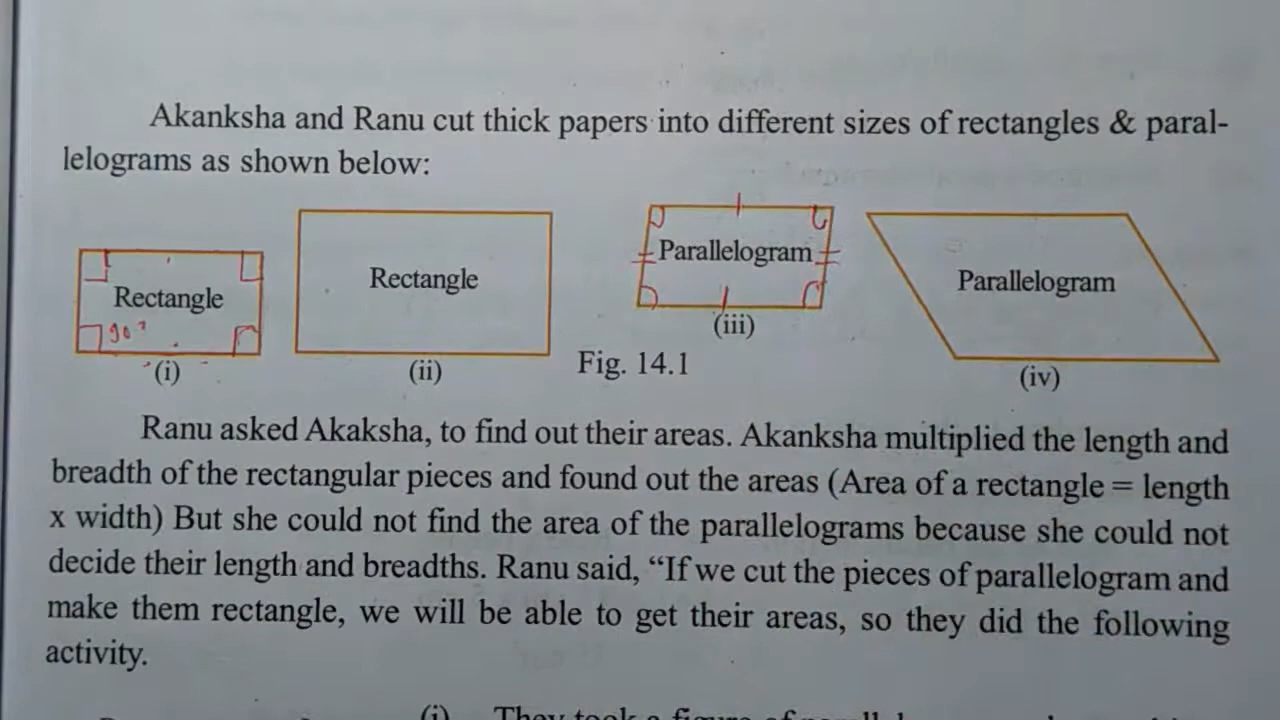 Akanksha and Ranu cut thick papers into different sizes of rectangles & paral-
lelograms as shown below:
Rectangle
90°
(i)
Rectangle
(ii)
Parallelogram
(iii)
Parallelogram
(iv)
Fig. 14.1
Ranu asked Akaksha, to find out their areas. Akanksha multiplied the length and
breadth of the rectangular pieces and found out the areas (Area of a rectangle = length
x width) But she could not find the area of the parallelograms because she could not
decide their length and breadths. Ranu said, “If we cut the pieces of parallelogram and
make them rectangle, we will be able to get their areas, so they did the following
activity.
(i) They took a figure of